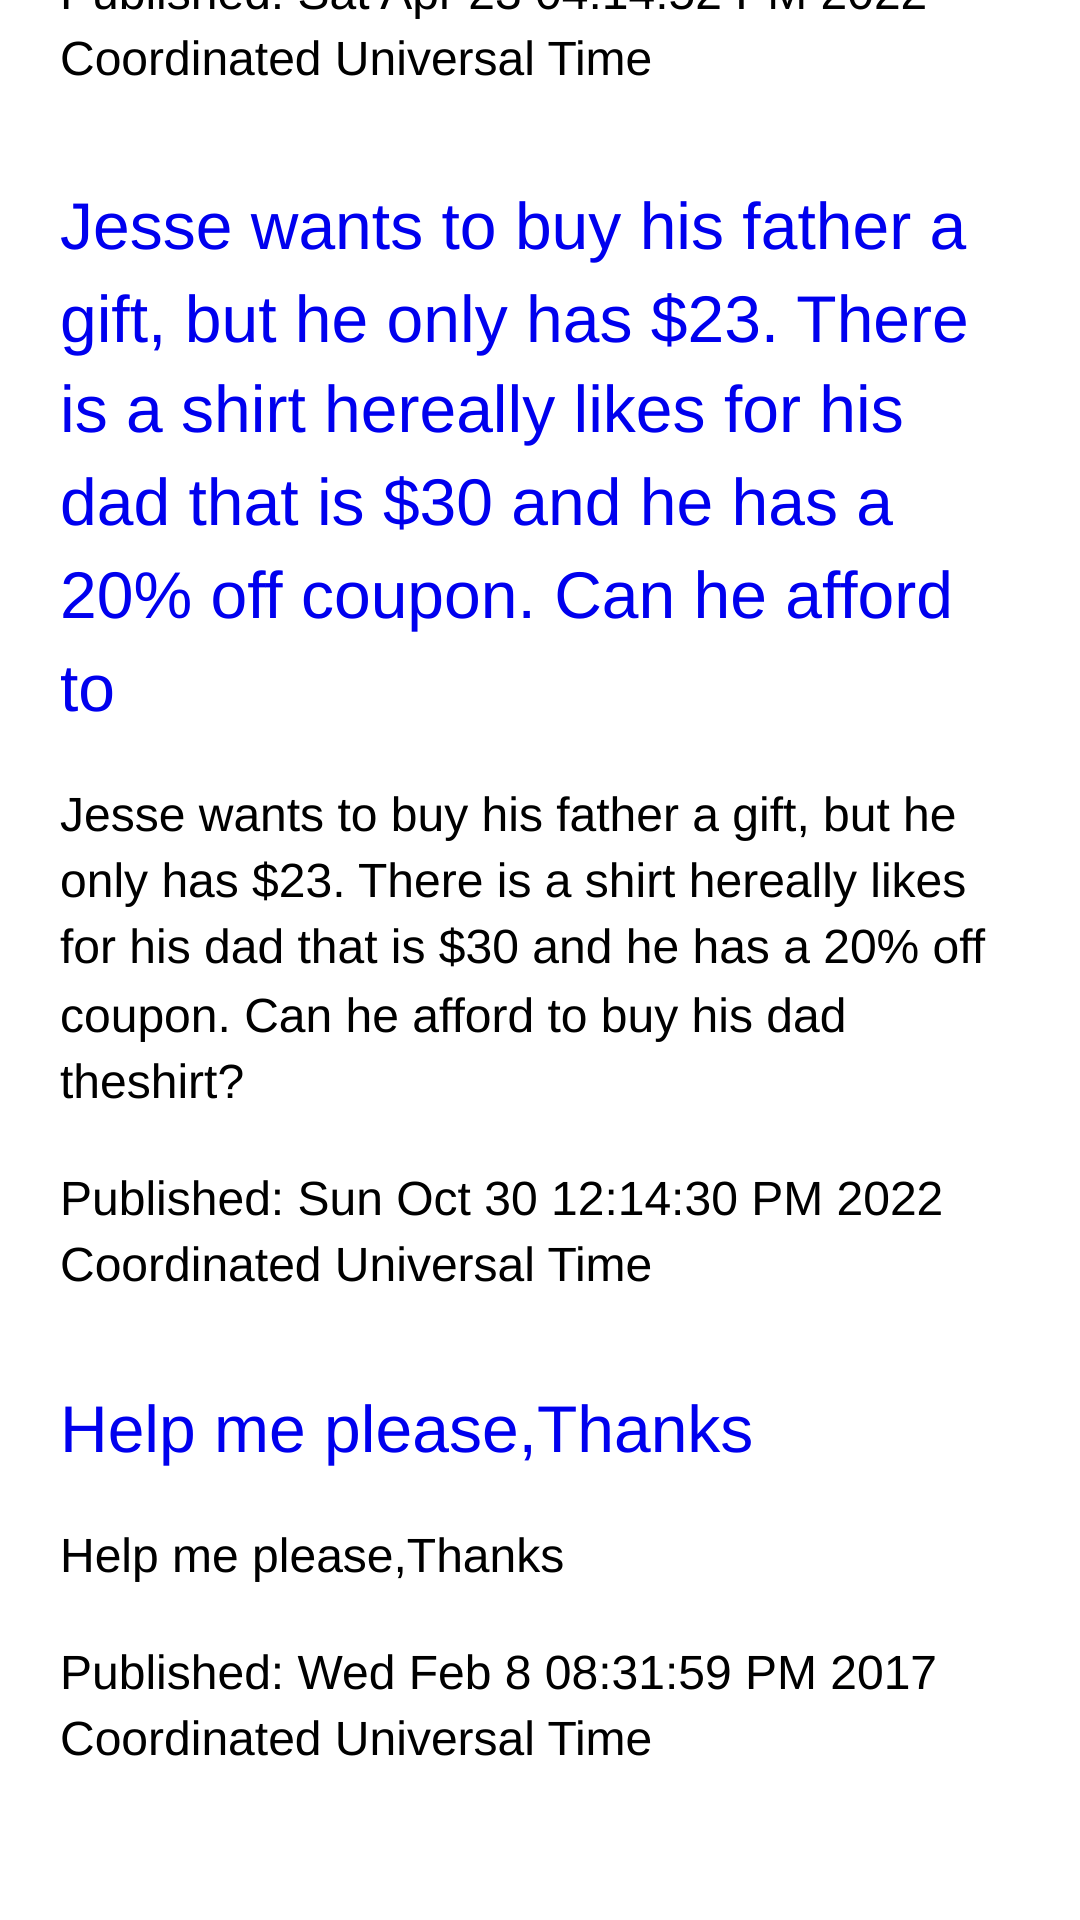 Published: Sat Apr 23 04:14:52 PM 2022
Coordinated Universal Time
Jesse wants to buy his father a
gift, but he only has $23. There
is a shirt hereally likes for his
dad that is $30 and he has a
20% off coupon. Can he afford
to
Jesse wants to buy his father a gift, but he
only has $23. There is a shirt hereally likes
for his dad that is $30 and he has a 20% off
coupon. Can he afford to buy his dad
theshirt?
Published: Sun Oct 30 12:14:30 PM 2022
Coordinated Universal Time
Help me please,Thanks
Help me please,Thanks
Published: Wed Feb 8 08:31:59 PM 2017
Coordinated Universal Time